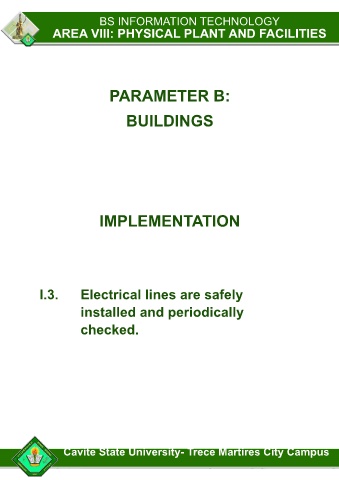 BS INFORMATION TECHNOLOGY
AREA VIII: PHYSICAL PLANT AND FACILITIES
PARAMETER B:
BUILDINGS
IMPLEMENTATION
I.3. Electrical lines are safely
installed and periodically
checked.
Cavite State University- Trece Martires City Campus